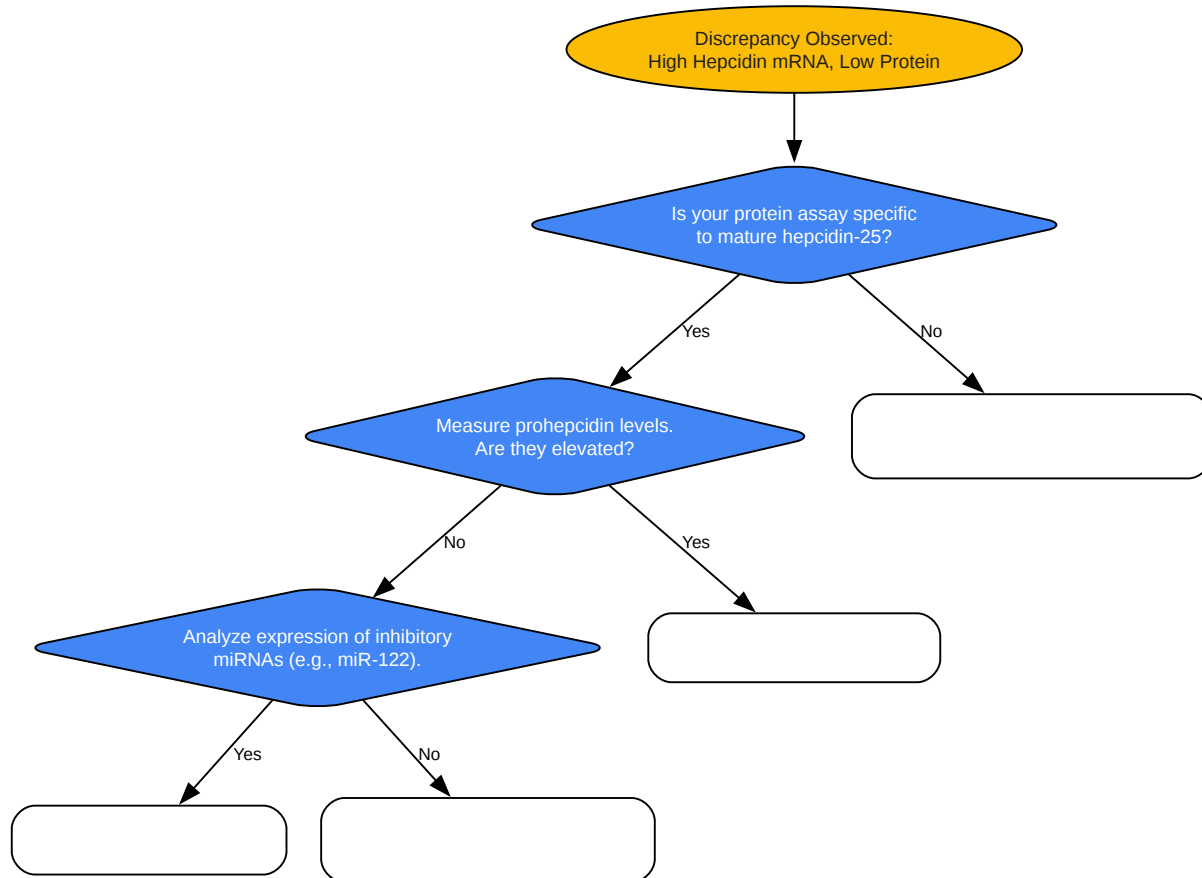 Discrepancy Observed:
High Hepcidin mRNA, Low Protein
Is your protein assay specific
to mature hepcidin-25?
Yes
No
Measure prohepcidin levels.
Are they elevated?
No
Yes
Analyze expression of inhibitory
miRNAs (e.g., miR-122).
Yes
No